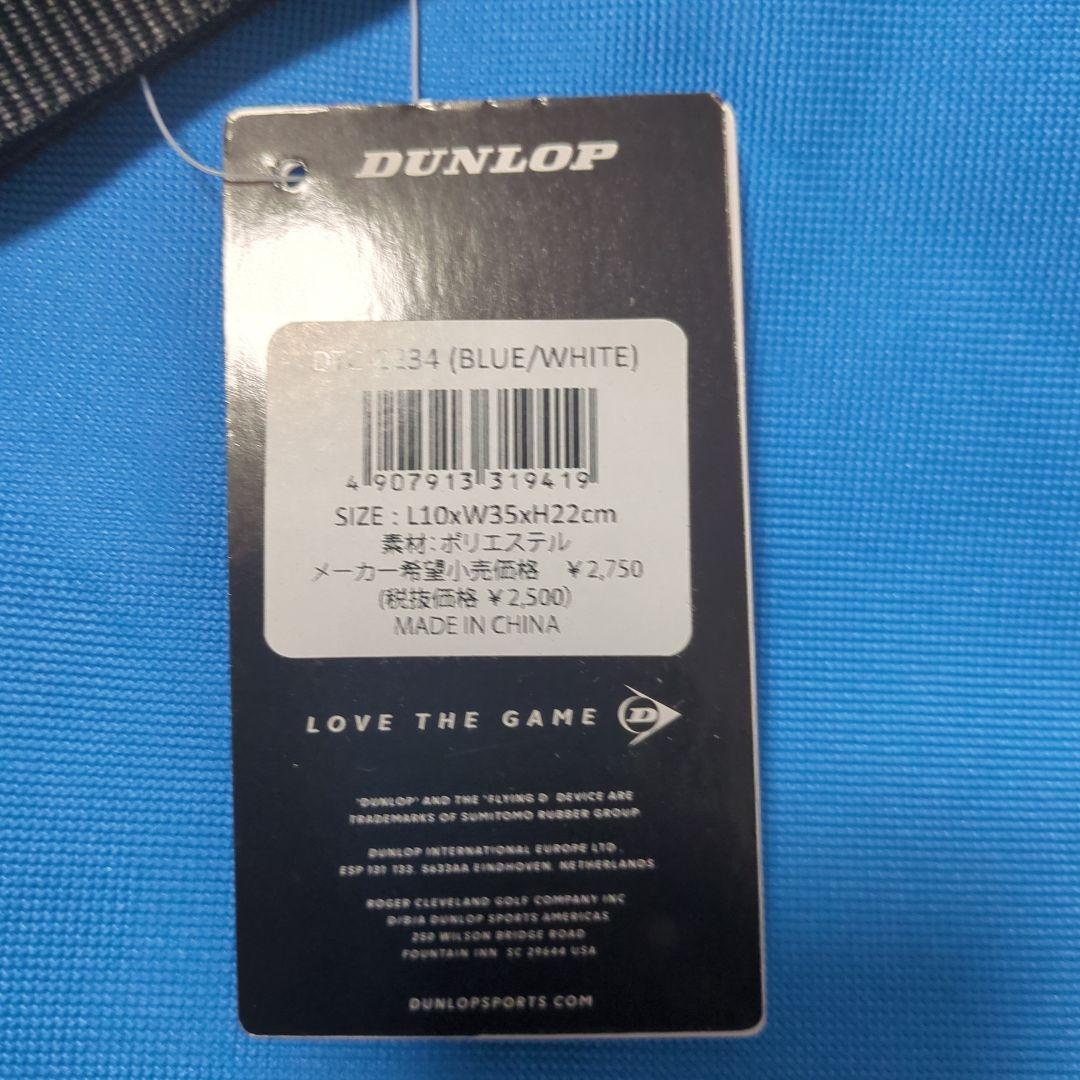 DUNLOP
(BLUE/WHITE)
4 907913 319419
SIZE : L10xW35xH22cm
素材:ポリエステル
メーカー希望小売価格 ¥2,750
(税抜価格 ¥2,500)
MADE IN CHINA
LOVE THE GAME D
'DUNLOP' AND THE 'FLYING D' DEVICE ARE
TRADEMARKS OF SUMITOMO RUBBER GROUP
DUNLOP INTERNATIONAL EUROPE LTD.
ESP 131 133, 5633AA EINDHOVEN, NETHERLANDS
ROGER CLEVELAND GOLF COMPANY INC
D/B/A DUNLOP SPORTS AMERICAS
250 WILSON BRIDGE ROAD
FOUNTAIN INN SC 29644 USA
DUNLOPSPORTS.COM